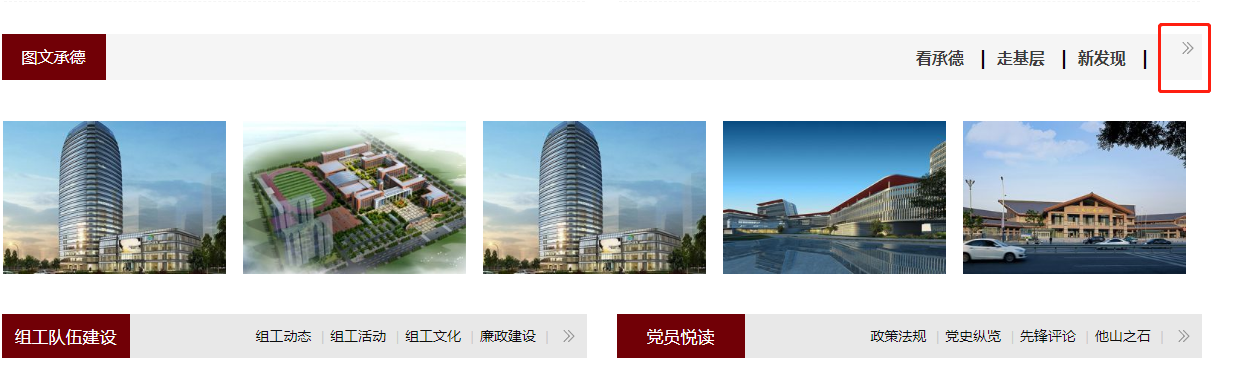 图文承德 看承德 | 走基层 | 新发现 | »
组工队伍建设 组工动态 | 组工活动 | 组工文化 | 廉政建设 | » 党员悦读 政策法规 | 党史纵览 | 先锋评论 | 他山之石 | »